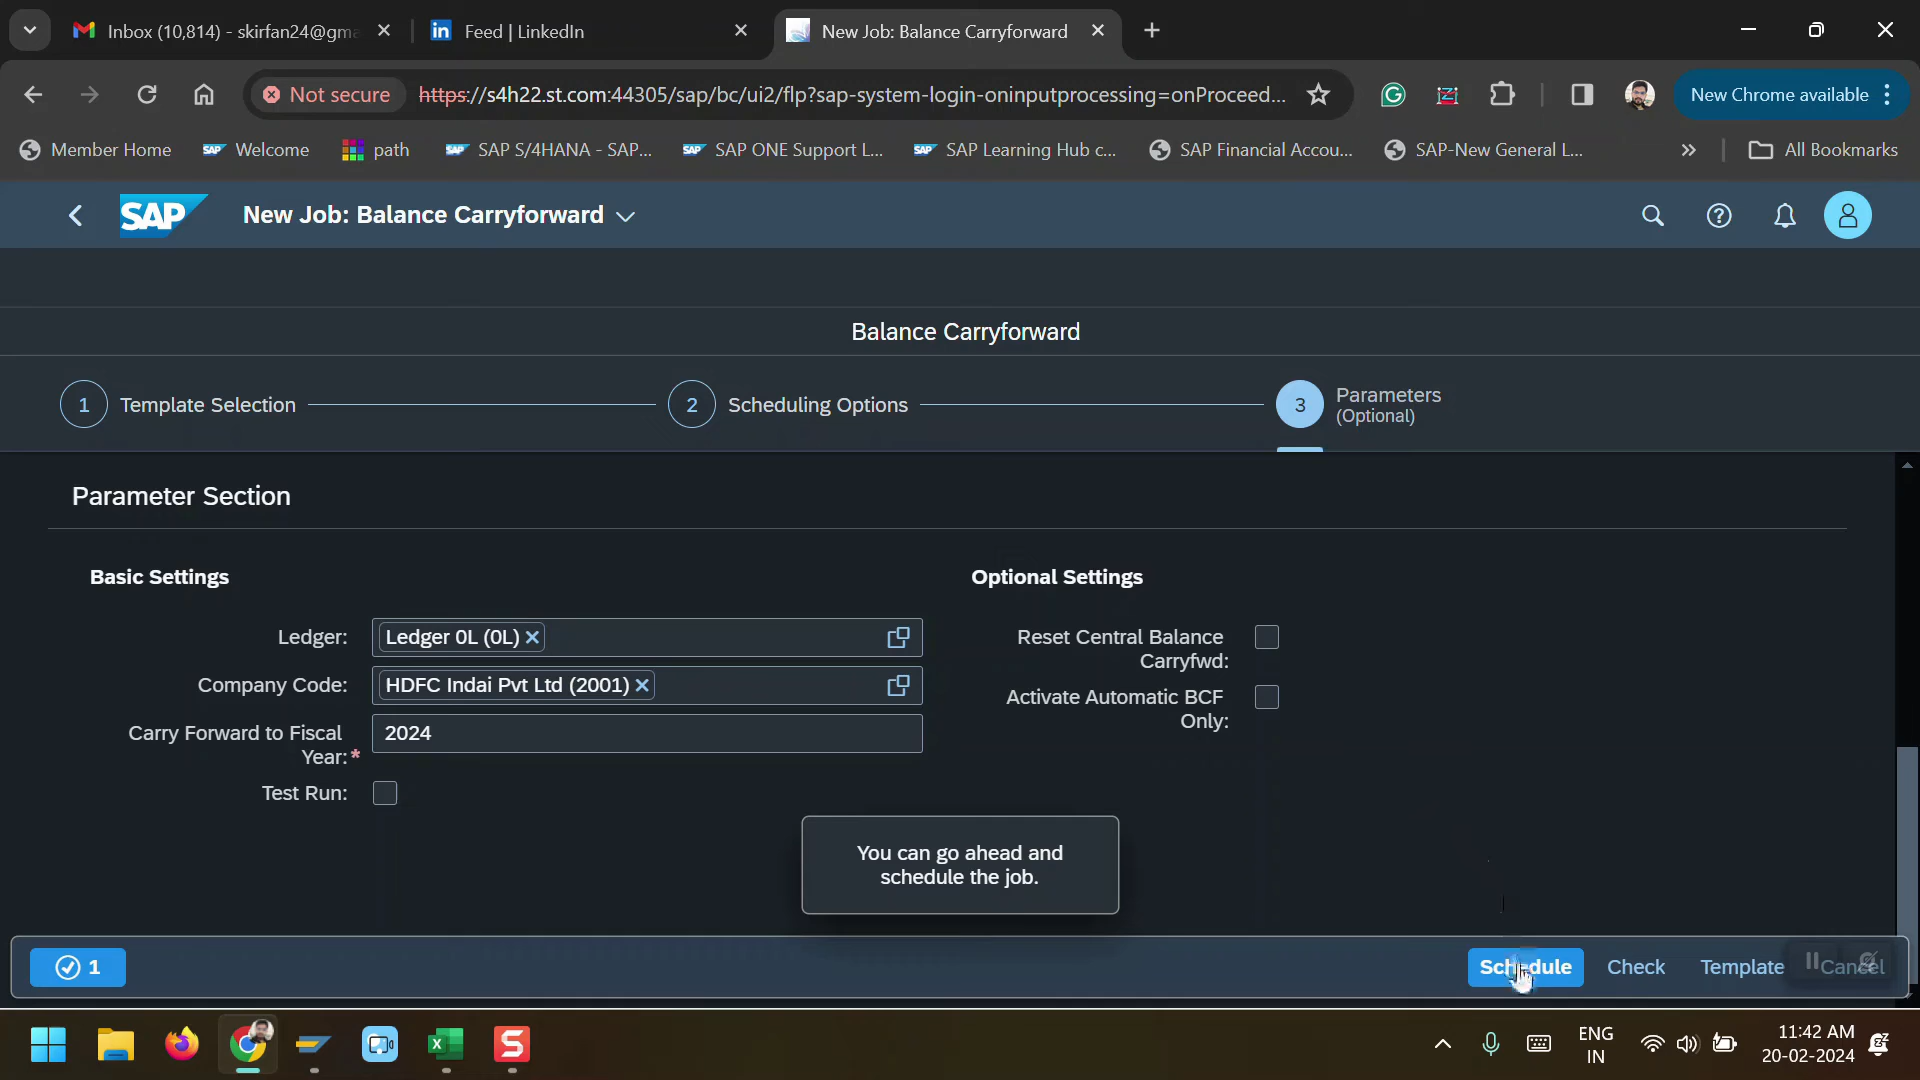 Inbox (10,814) - skirfan24@gma
Feed | LinkedIn
New Job: Balance Carryforward
Not secure
https://s4h22.st.com:44305/sap/bc/ui2/flp?sap-system-login-oninputprocessing=onProceed...
New Chrome available
Member Home
SAP Welcome
path
SAP SAP S/4HANA - SAP...
SAP SAP ONE Support L...
SAP SAP Learning Hub c...
SAP Financial Accou...
SAP-New General L...
All Bookmarks
SAP
New Job: Balance Carryforward
Balance Carryforward
1 Template Selection
2 Scheduling Options
3 Parameters
(Optional)
Parameter Section
Basic Settings
Optional Settings
Ledger: Ledger 0L (0L)
Company Code: HDFC Indai Pvt Ltd (2001)
Carry Forward to Fiscal
Year:* 2024
Test Run:
Reset Central Balance
Carryfwd:
Activate Automatic BCF
Only:
You can go ahead and
schedule the job.
1
Schedule
Check
Template
Cancel
ENG
IN
11:42 AM
20-02-2024